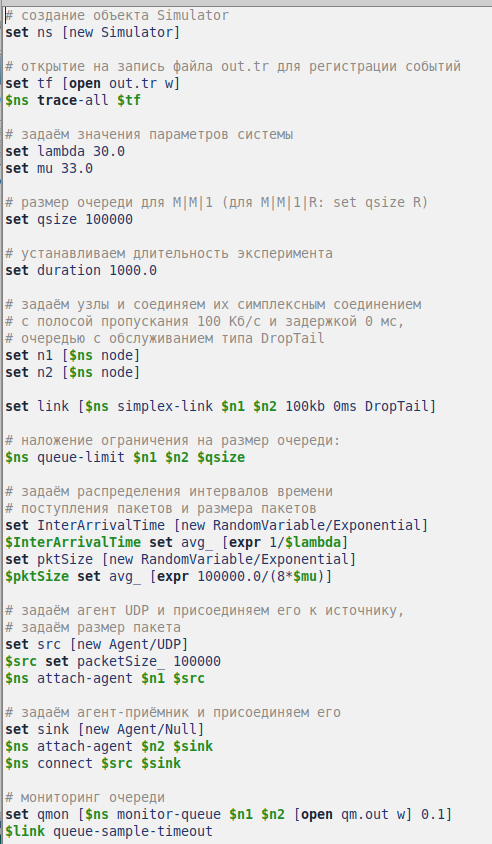 # создание объекта Simulator
set ns [new Simulator]
# открытие на запись файла out.tr для регистрации событий
set tf [open out.tr w]
$ns trace-all $tf
# задаём значения параметров системы
set lambda 30.0
set mu 33.0
# размер очереди для M|M|1 (для M|M|1|R: set qsize R)
set qsize 100000
# устанавливаем длительность эксперимента
set duration 1000.0
# задаём узлы и соединяем их симплексным соединением
# с полосой пропускания 100 Кб/с и задержкой 0 мс,
# очередью с обслуживанием типа DropTail
set n1 [$ns node]
set n2 [$ns node]
set link [$ns simplex-link $n1 $n2 100kb 0ms DropTail]
# наложение ограничения на размер очереди:
$ns queue-limit $n1 $n2 $qsize
# задаём распределения интервалов времени
# поступления пакетов и размера пакетов
set InterArrivalTime [new RandomVariable/Exponential]
$InterArrivalTime set avg_ [expr 1/$lambda]
set pktSize [new RandomVariable/Exponential]
$pktSize set avg_ [expr 100000.0/(8*$mu)]
# задаём агент UDP и присоединяем его к источнику,
# задаём размер пакета
set src [new Agent/UDP]
$src set packetSize_ 100000
$ns attach-agent $n1 $src
# задаём агент-приёмник и присоединяем его
set sink [new Agent/Null]
$ns attach-agent $n2 $sink
$ns connect $src $sink
# мониторинг очереди
set qmon [$ns monitor-queue $n1 $n2 [open qm.out w] 0.1]
$link queue-sample-timeout